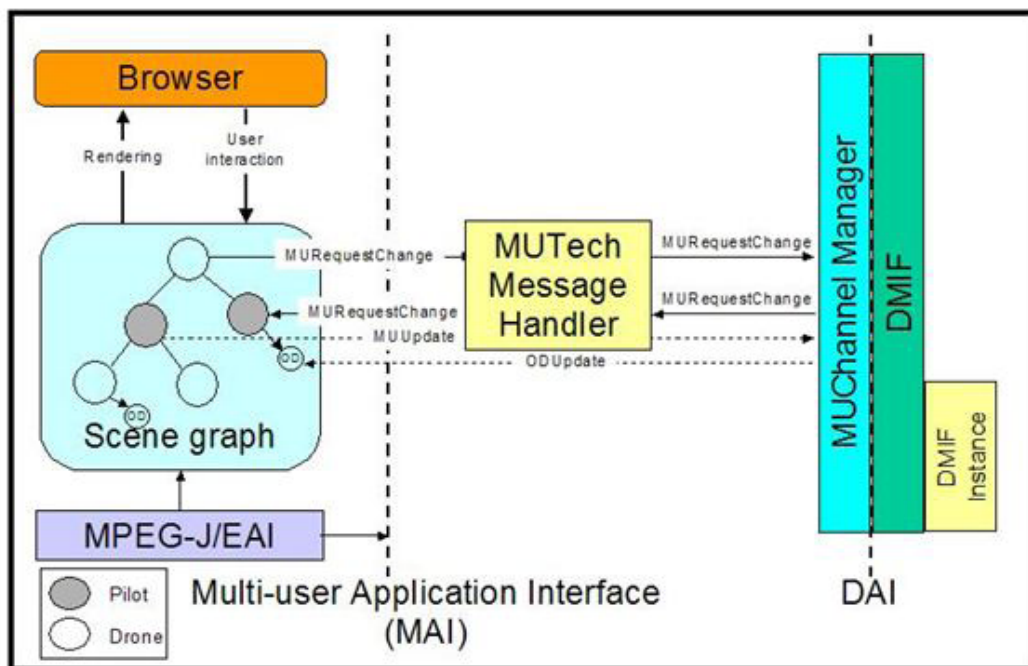 Browser
Rendering
User
interaction
MURequestChange
MURequestChange
MUUpdate
ODUpdate
OD
OD
Scene graph
MUTech
Message
Handler
MURequestChange
MURequestChange
MUChannel Manager
DMIF
DMIF
Instance
MPEG-J/EAI
Pilot
Drone
Multi-user Application Interface
(MAI)
DAI